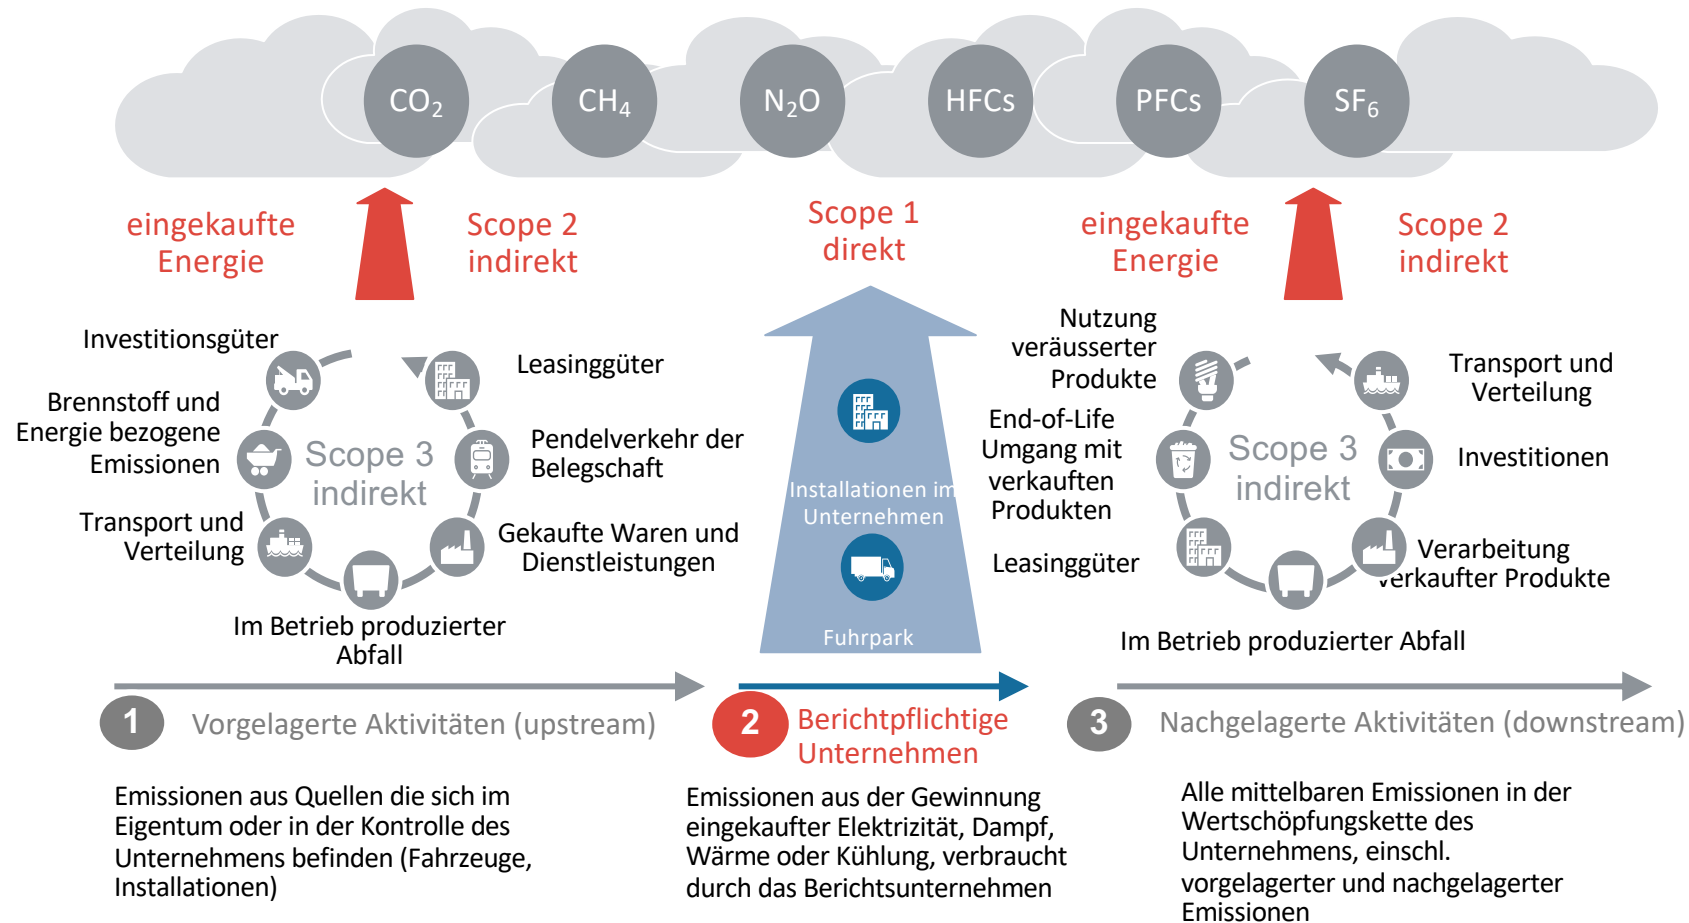 CO₂
CH₄
N₂O
HFCs
PFCs
SF₆
eingekaufte
Energie
Scope 2
indirekt
Scope 1
direkt
eingekaufte
Energie
Scope 2
indirekt
Investitionsgüter
Leasinggüter
Brennstoff und
Energie bezogene
Emissionen
Scope 3
indirekt
Pendelverkehr der
Belegschaft
Transport und
Verteilung
Gekaufte Waren und
Dienstleistungen
Im Betrieb produzierter
Abfall
Installationen im
Unternehmen
Fuhrpark
Nutzung
veräusserter
Produkte
Transport und
Verteilung
End-of-Life
Umgang mit
verkauften
Produkten
Scope 3
indirekt
Investitionen
Leasinggüter
Verarbeitung
verkaufter Produkte
Im Betrieb produzierter Abfall
1
Vorgelagerte Aktivitäten (upstream)
2
Berichtpflichtige
Unternehmen
3
Nachgelagerte Aktivitäten (downstream)
Emissionen aus Quellen die sich im
Eigentum oder in der Kontrolle des
Unternehmens befinden (Fahrzeuge,
Installationen)
Emissionen aus der Gewinnung
eingekaufter Elektrizität, Dampf,
Wärme oder Kühlung, verbraucht
durch das Berichtsunternehmen
Alle mittelbaren Emissionen in der
Wertschöpfungskette des
Unternehmens, einschl.
vorgelagerter und nachgelagerter
Emissionen